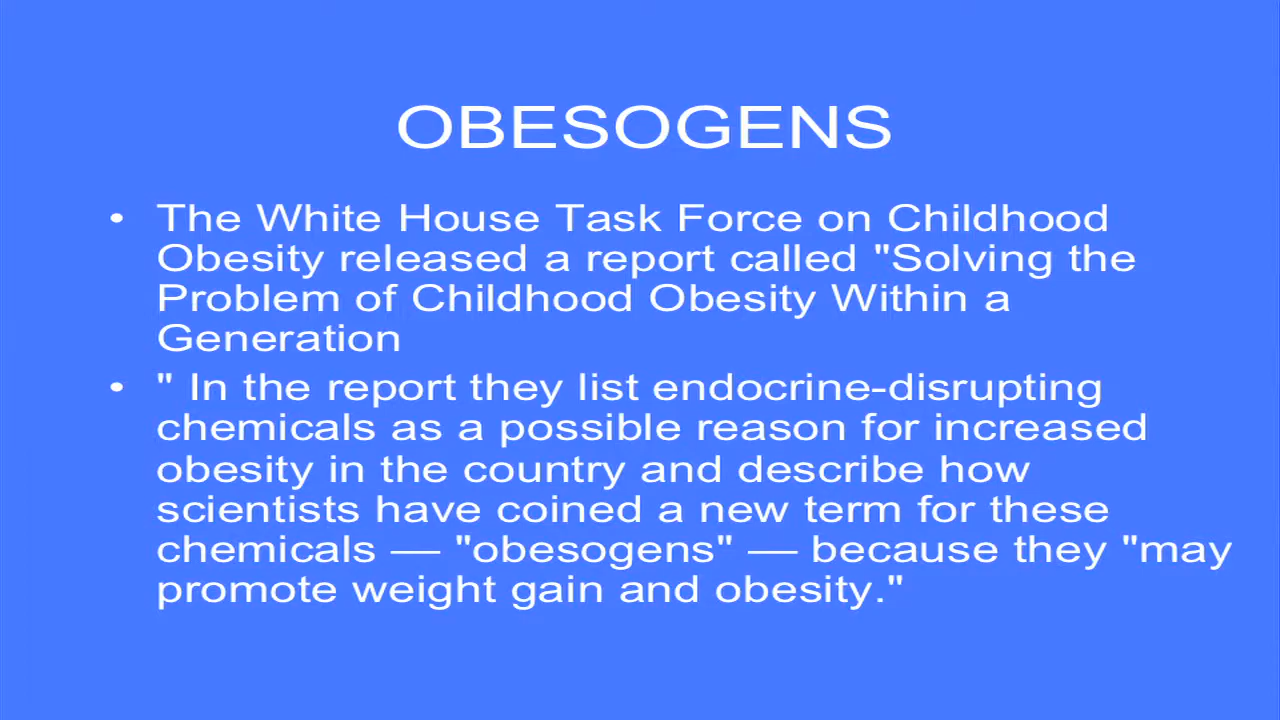 OBESOGENS
• The White House Task Force on Childhood
Obesity released a report called "Solving the
Problem of Childhood Obesity Within a
Generation
• " In the report they list endocrine-disrupting
chemicals as a possible reason for increased
obesity in the country and describe how
scientists have coined a new term for these
chemicals — "obesogens" — because they "may
promote weight gain and obesity."